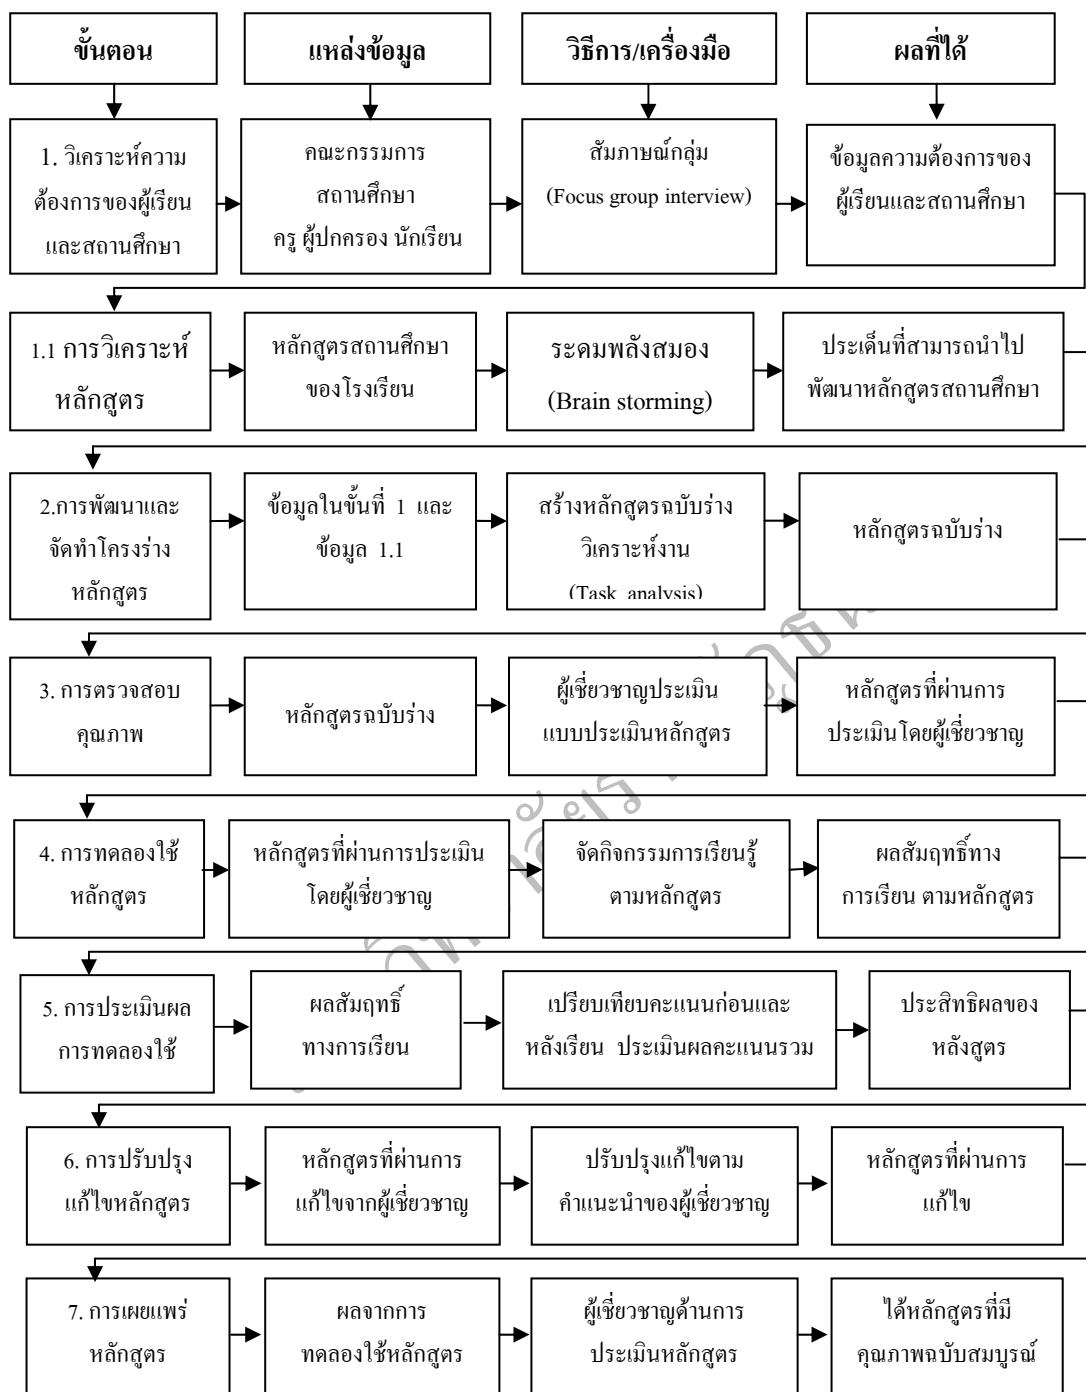 ขั้นตอน
แหล่งข้อมูล
วิธีการ/เครื่องมือ
ผลที่ได้
1. วิเคราะห์ความ
ต้องการของผู้เรียน
และสถานศึกษา
คณะกรรมการ
สถานศึกษา
ครู ผู้ปกครอง นักเรียน
สัมภาษณ์กลุ่ม
(Focus group interview)
ข้อมูลความต้องการของ
ผู้เรียนและสถานศึกษา
1.1 การวิเคราะห์
หลักสูตร
หลักสูตรสถานศึกษา
ของโรงเรียน
ระดมพลังสมอง
(Brain storming)
ประเด็นที่สามารถนำไป
พัฒนาหลักสูตรสถานศึกษา
2.การพัฒนาและ
จัดทำโครงร่าง
หลักสูตร
ข้อมูลในขั้นที่ 1 และ
ข้อมูล 1.1
สร้างหลักสูตรฉบับร่าง
วิเคราะห์งาน
(Task analysis)
หลักสูตรฉบับร่าง
3. การตรวจสอบ
คุณภาพ
หลักสูตรฉบับร่าง
ผู้เชี่ยวชาญประเมิน
แบบประเมินหลักสูตร
หลักสูตรที่ผ่านการ
ประเมินโดยผู้เชี่ยวชาญ
4. การทดลองใช้
หลักสูตร
หลักสูตรที่ผ่านการประเมิน
โดยผู้เชี่ยวชาญ
จัดกิจกรรมการเรียนรู้
ตามหลักสูตร
ผลสัมฤทธิ์ทาง
การเรียน ตามหลักสูตร
5. การประเมินผล
การทดลองใช้
ผลสัมฤทธิ์
ทางการเรียน
เปรียบเทียบคะแนนก่อนและ
หลังเรียน ประเมินผลคะแนนรวม
ประสิทธิผลของ
หลังสูตร
6. การปรับปรุง
แก้ไขหลักสูตร
หลักสูตรที่ผ่านการ
แก้ไขจากผู้เชี่ยวชาญ
ปรับปรุงแก้ไขตาม
คำแนะนำของผู้เชี่ยวชาญ
หลักสูตรที่ผ่านการ
แก้ไข
7. การเผยแพร่
หลักสูตร
ผลจากการ
ทดลองใช้หลักสูตร
ผู้เชี่ยวชาญด้านการ
ประเมินหลักสูตร
ได้หลักสูตรที่มี
คุณภาพฉบับสมบูรณ์